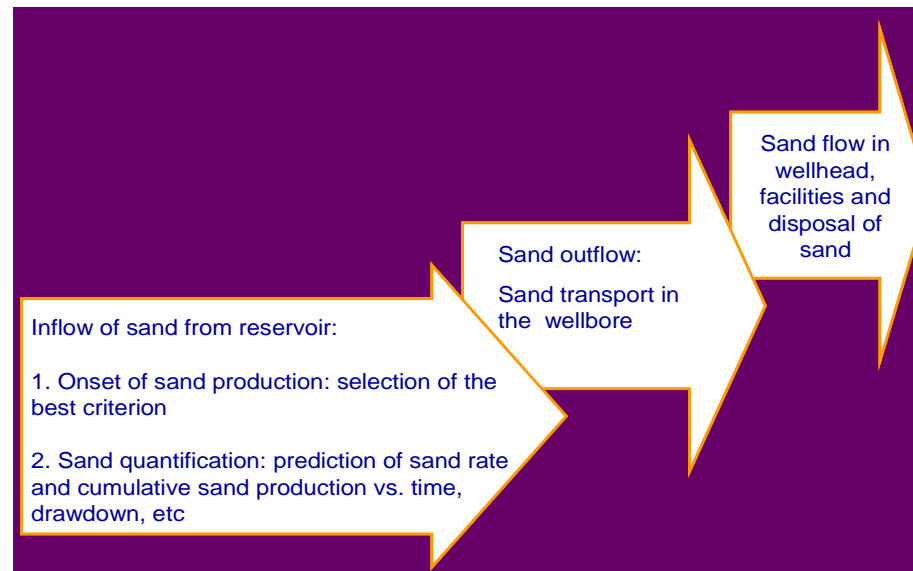 Inflow of sand from reservoir:
1. Onset of sand production: selection of the
best criterion
2. Sand quantification: prediction of sand rate
and cumulative sand production vs. time,
drawdown, etc
Sand outflow:
Sand transport in
the wellbore
Sand flow in
wellhead,
facilities and
disposal of
sand